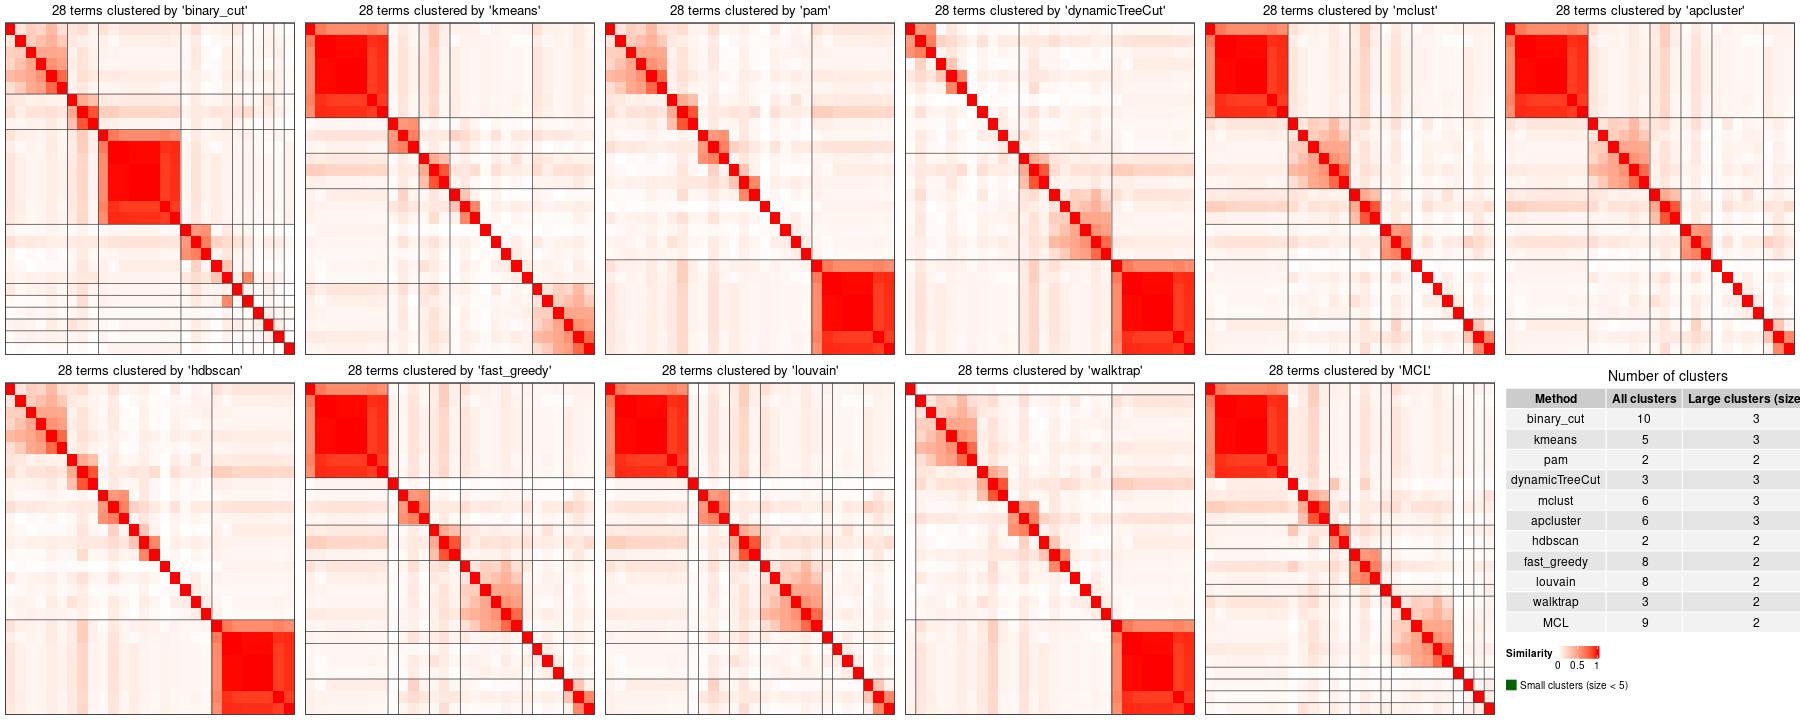 28 terms clustered by 'binary_cut'
28 terms clustered by 'kmeans'
28 terms clustered by 'pam'
28 terms clustered by 'dynamicTreeCut'
28 terms clustered by 'mclust'
28 terms clustered by 'apcluster'
28 terms clustered by 'hdbscan'
28 terms clustered by 'fast_greedy'
28 terms clustered by 'louvain'
28 terms clustered by 'walktrap'
28 terms clustered by 'MCL'
Number of clusters
Method All clusters Large clusters (size
binary_cut 10 3
kmeans 5 3
pam 2 2
dynamicTreeCut 3 3
mclust 6 3
apcluster 6 3
hdbscan 2 2
fast_greedy 8 2
louvain 8 2
walktrap 3 2
MCL 9 2
Similarity
0 0.5 1
Small clusters (size < 5)